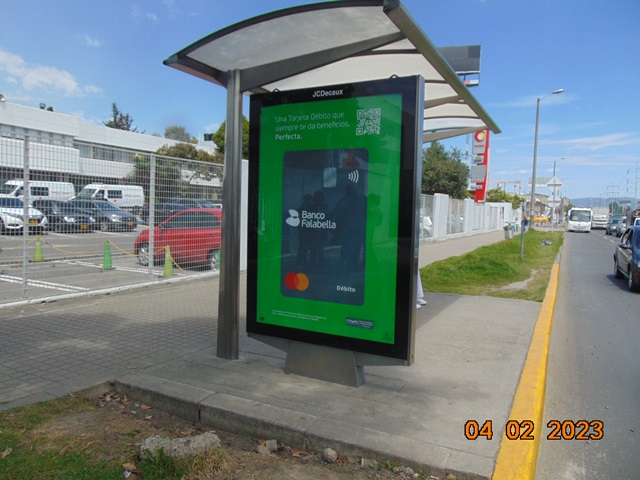 JCDecaux
Una Tarjeta Débito que
siempre te da beneficios.
Perfecta.
Banco
Falabella
Débito
04 02 2023